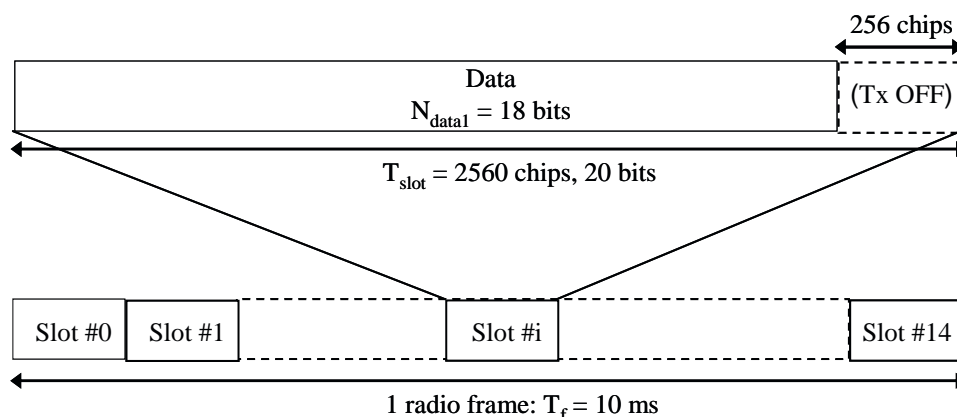 256 chips
Data
N_data1 = 18 bits
(Tx OFF)
T_slot = 2560 chips, 20 bits
Slot #0
Slot #1
Slot #i
Slot #14
1 radio frame: T_f = 10 ms